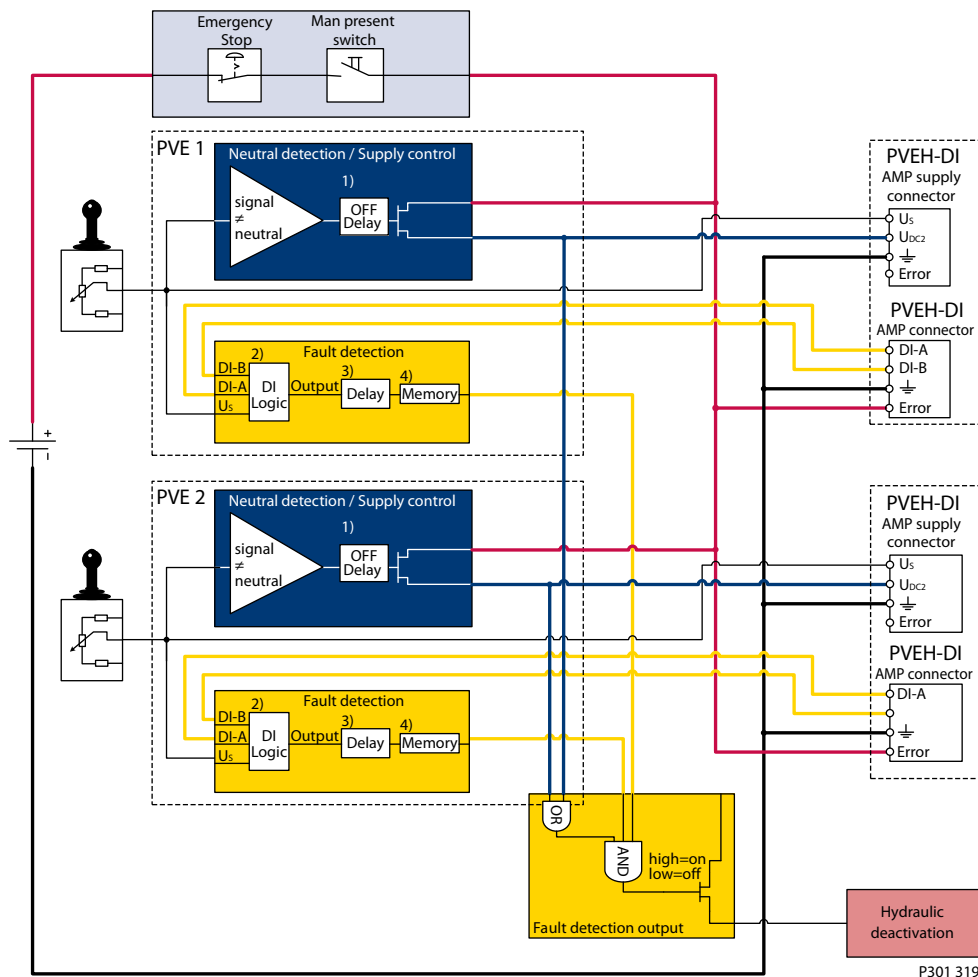 Emergency
Stop
Man present
switch
PVE 1
Neutral detection / Supply control
1)
signal
≠
neutral
OFF
Delay
PVEH-DI
AMP supply
connector
Us
UDC2
Error
Fault detection
DI-B
DI-A
Us
2)
DI
Logic
Output
3)
Delay
4)
Memory
PVEH-DI
AMP connector
DI-A
DI-B
Error
+
–
PVE 2
Neutral detection / Supply control
1)
signal
≠
neutral
OFF
Delay
PVEH-DI
AMP supply
connector
Us
UDC2
Error
Fault detection
DI-B
DI-A
Us
2)
DI
Logic
Output
3)
Delay
4)
Memory
PVEH-DI
AMP connector
DI-A
Error
OR
AND
high=on
low=off
Fault detection output
Hydraulic
deactivation
P301 319